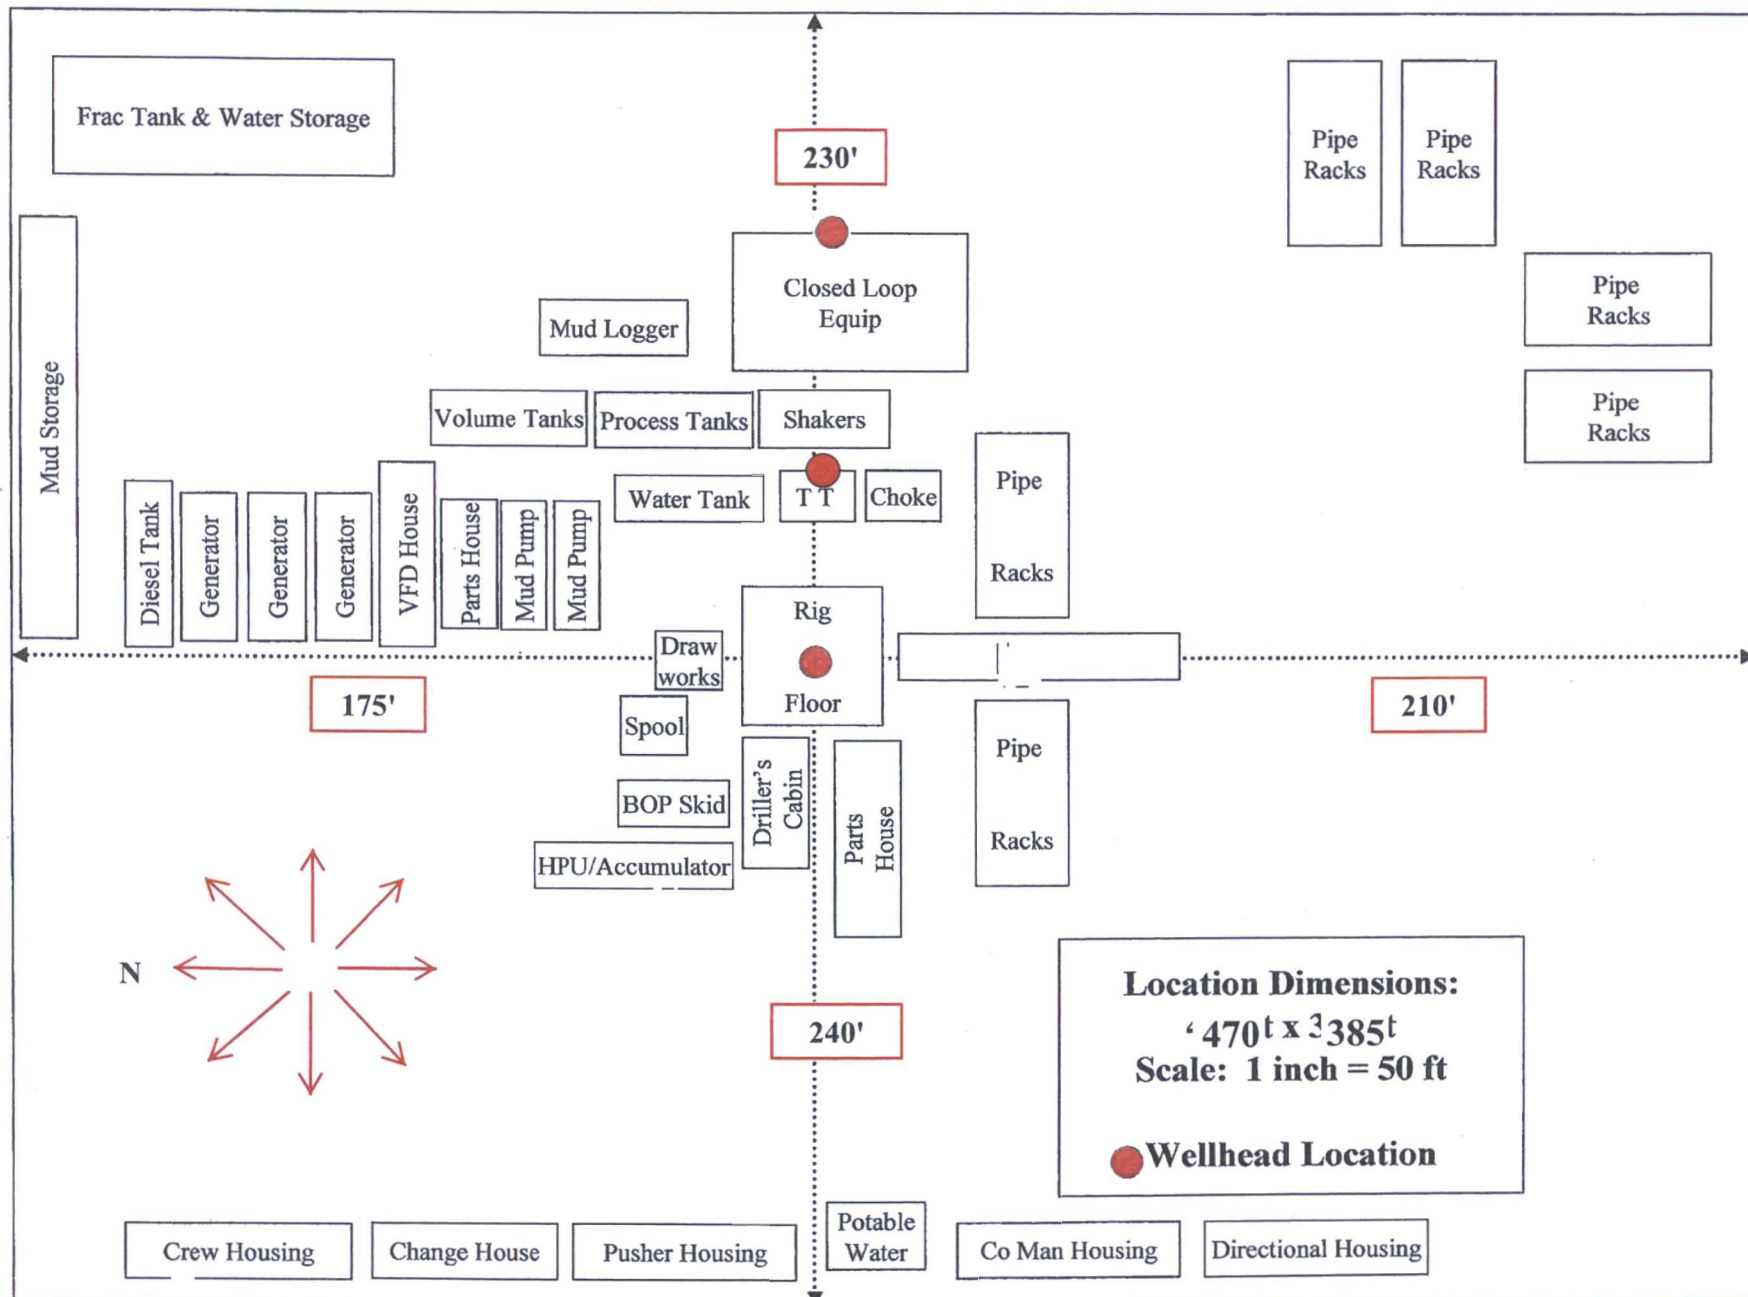 Frac Tank & Water Storage
230'
Pipe
Racks
Pipe
Racks
Closed Loop
Equip
Pipe
Racks
Mud Logger
Mud Storage
Volume Tanks
Process Tanks
Shakers
Pipe
Racks
Diesel Tank
Generator
Generator
Generator
VFD House
Parts House
Mud Pump
Mud Pump
Water Tank
T T
Choke
Pipe
Racks
Rig
Floor
Draw
works
175'
210'
Spool
Driller's
Cabin
Parts
House
Pipe
Racks
BOP Skid
HPU/Accumulator
N
240'
Location Dimensions:
470t x 385t
Scale: 1 inch = 50 ft
Wellhead Location
Crew Housing
Change House
Pusher Housing
Potable
Water
Co Man Housing
Directional Housing